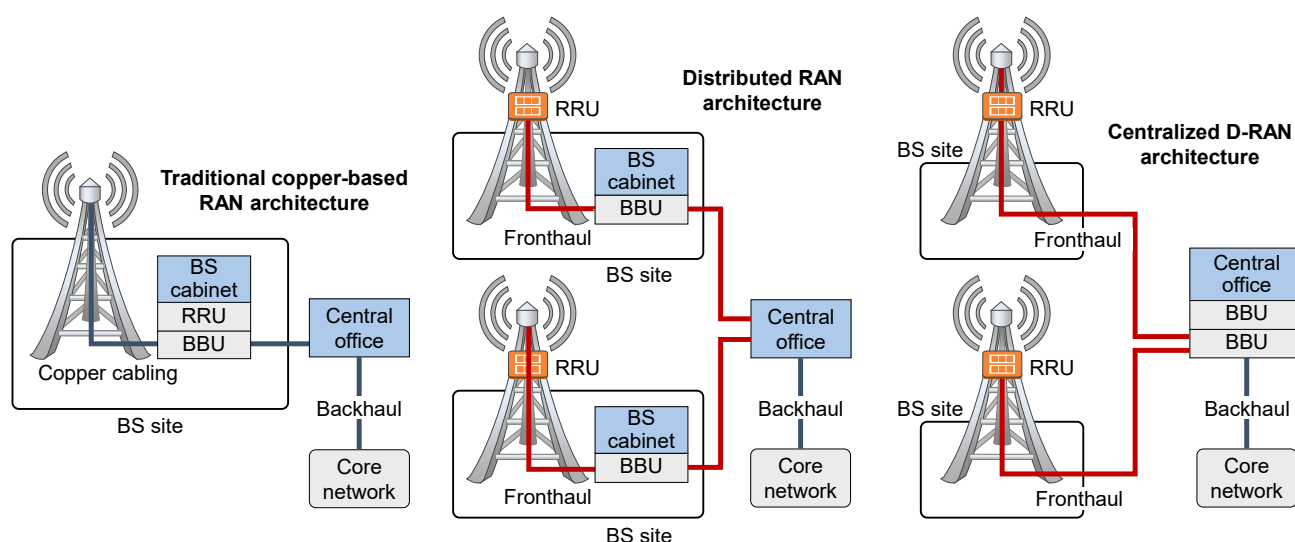 Traditional copper-based
RAN architecture
BS
cabinet
RRU
BBU
Copper cabling
BS site
Central
office
Backhaul
Core
network
Distributed RAN
architecture
RRU
BS
cabinet
BBU
Fronthaul
BS site
RRU
BS
cabinet
BBU
Fronthaul
BS site
Central
office
Backhaul
Core
network
Centralized D-RAN
architecture
RRU
BS site
Fronthaul
RRU
BS site
Fronthaul
Central
office
BBU
BBU
Backhaul
Core
network